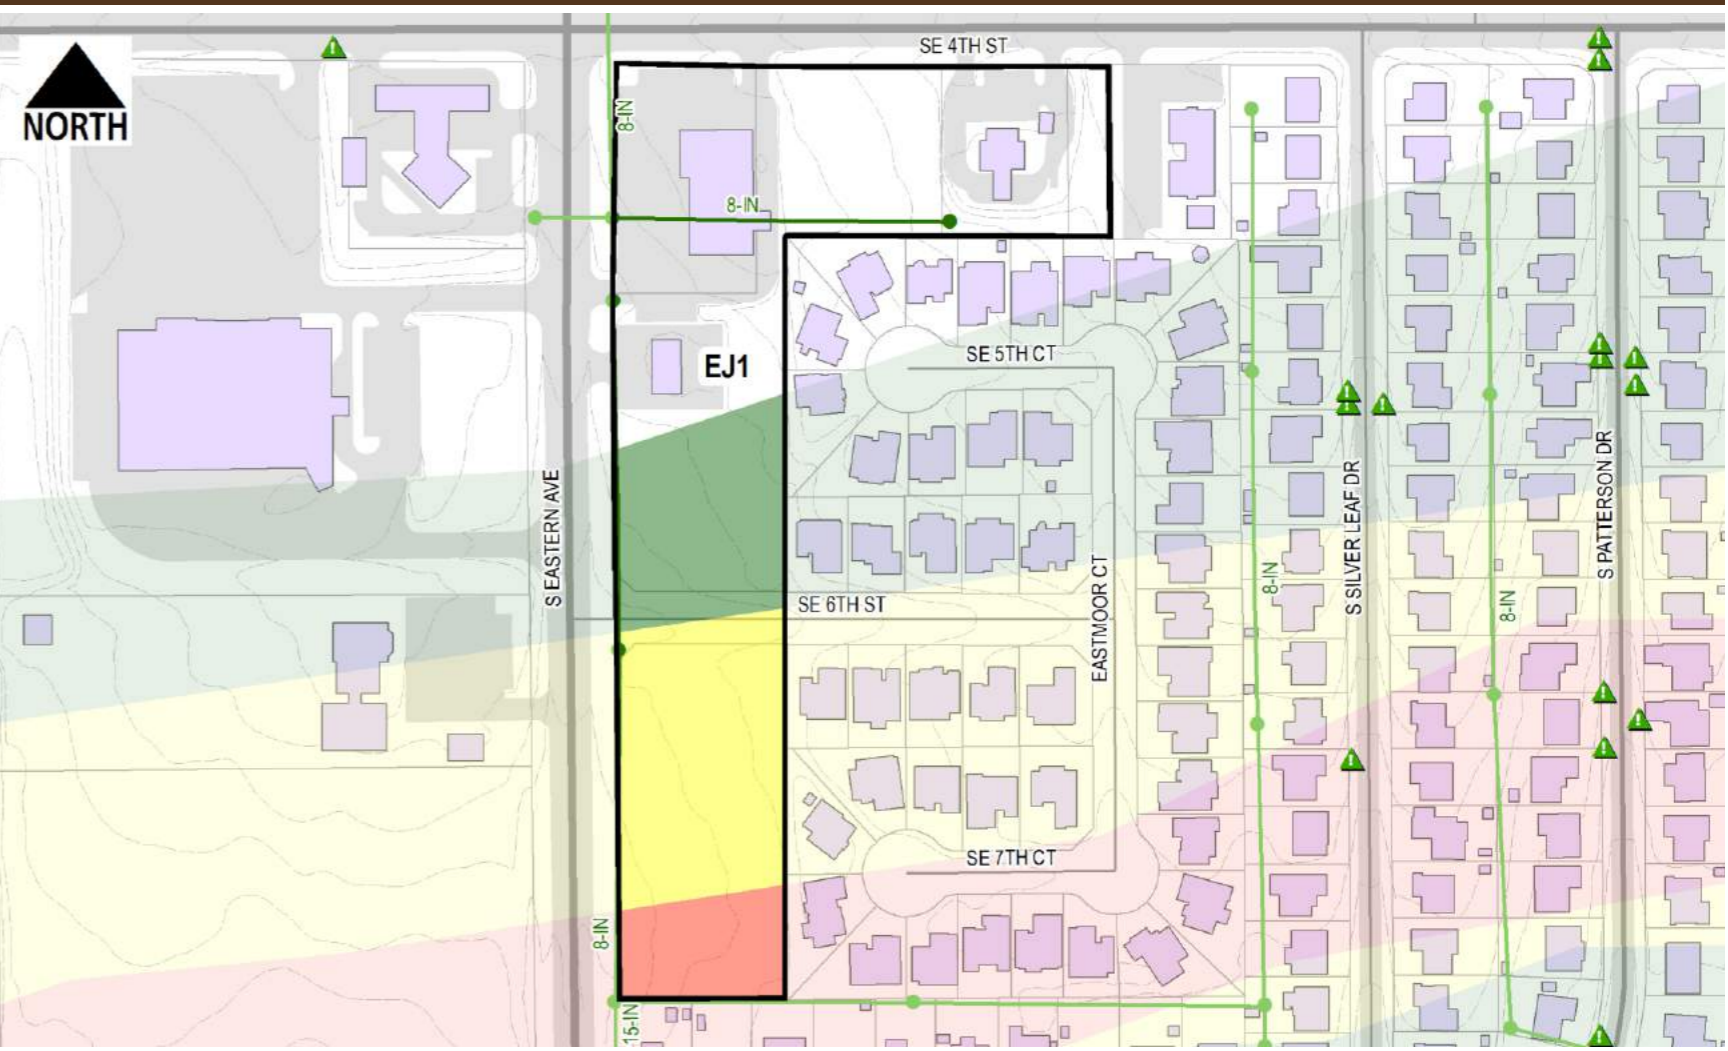 SE 4TH ST
NORTH
8-IN
8-IN
SE 5TH CT
EJ1
S EASTERN AVE
S SILVER LEAF DR
S PATTERSON DR
SE 6TH ST
EASTMOOR CT
8-IN
8-IN
SE 7TH CT
8-IN
15-IN